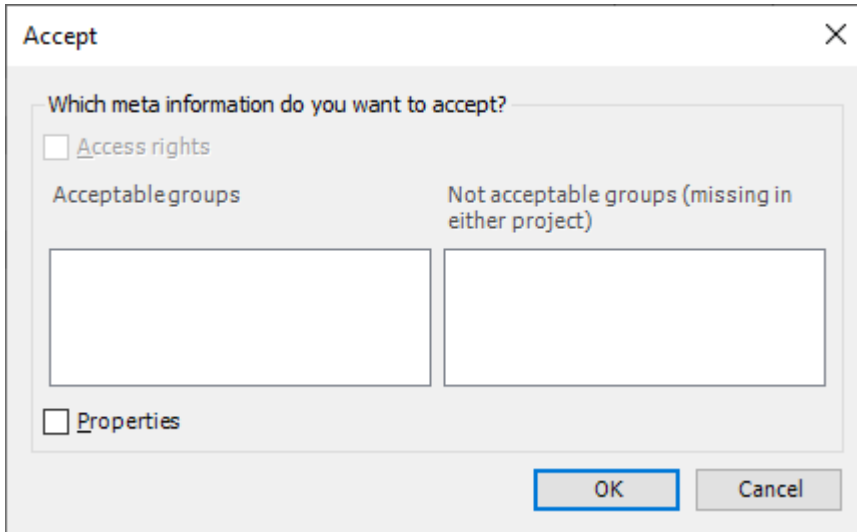 Accept
Which meta information do you want to accept?
Access rights
Acceptable groups
Not acceptable groups (missing in
either project)
Properties
OK
Cancel